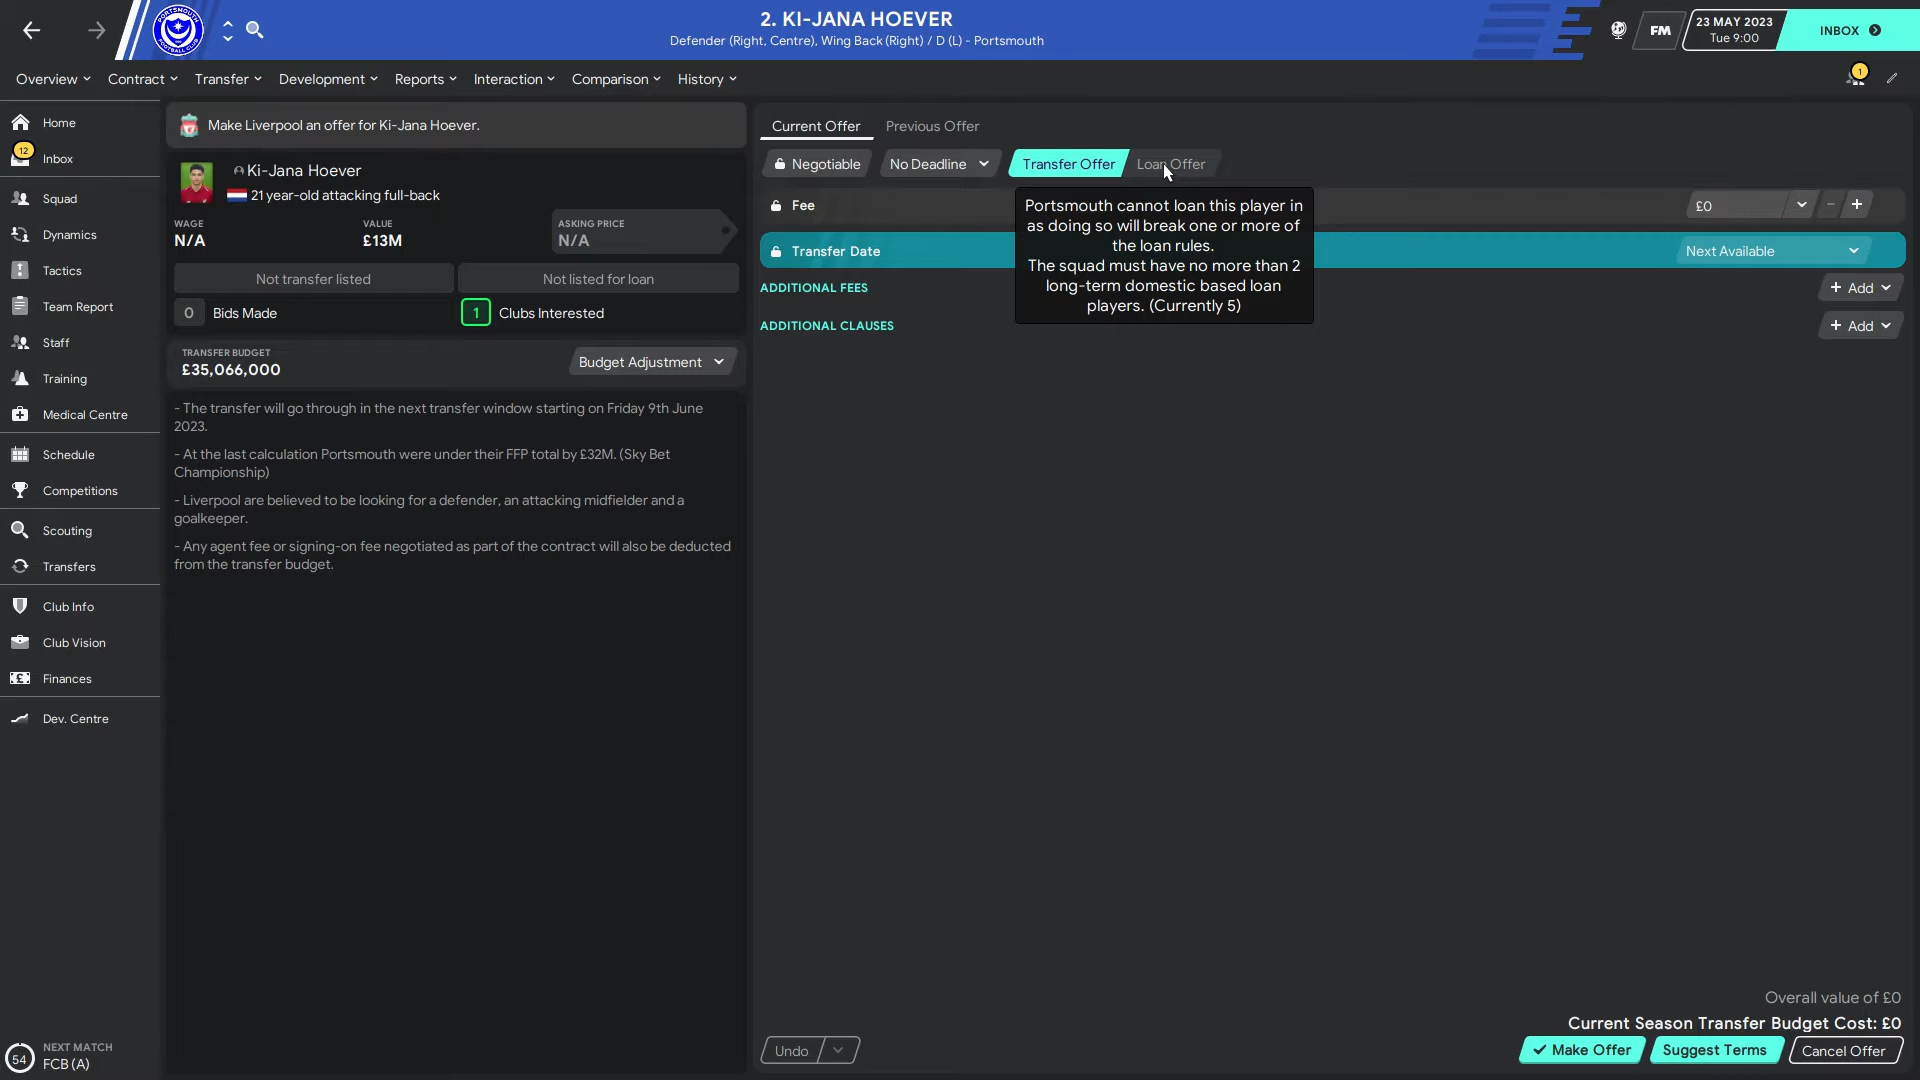 2. KI-JANA HOEVER
Defender (Right, Centre), Wing Back (Right) / D (L) - Portsmouth
FM
23 MAY 2023
Tue 9:00
INBOX
Overview
Contract
Transfer
Development
Reports
Interaction
Comparison
History
1
Home
12
Inbox
Squad
Dynamics
Tactics
Team Report
Staff
Training
Medical Centre
Schedule
Competitions
Scouting
Transfers
Club Info
Club Vision
Finances
Dev. Centre
54
NEXT MATCH
FCB (A)
Make Liverpool an offer for Ki-Jana Hoever.
Ki-Jana Hoever
21 year-old attacking full-back
WAGE
N/A
VALUE
£13M
ASKING PRICE
N/A
Not transfer listed
Not listed for loan
0 Bids Made
1 Clubs Interested
TRANSFER BUDGET
£35,066,000
Budget Adjustment
- The transfer will go through in the next transfer window starting on Friday 9th June
2023.
- At the last calculation Portsmouth were under their FFP total by £32M. (Sky Bet
Championship)
- Liverpool are believed to be looking for a defender, an attacking midfielder and a
goalkeeper.
- Any agent fee or signing-on fee negotiated as part of the contract will also be deducted
from the transfer budget.
Current Offer
Previous Offer
Negotiable
No Deadline
Transfer Offer
Loan Offer
Fee
£0
Transfer Date
Next Available
Portsmouth cannot loan this player in
as doing so will break one or more of
the loan rules.
The squad must have no more than 2
long-term domestic based loan
players. (Currently 5)
ADDITIONAL FEES
+ Add
ADDITIONAL CLAUSES
+ Add
Overall value of £0
Current Season Transfer Budget Cost: £0
Undo
Make Offer
Suggest Terms
Cancel Offer